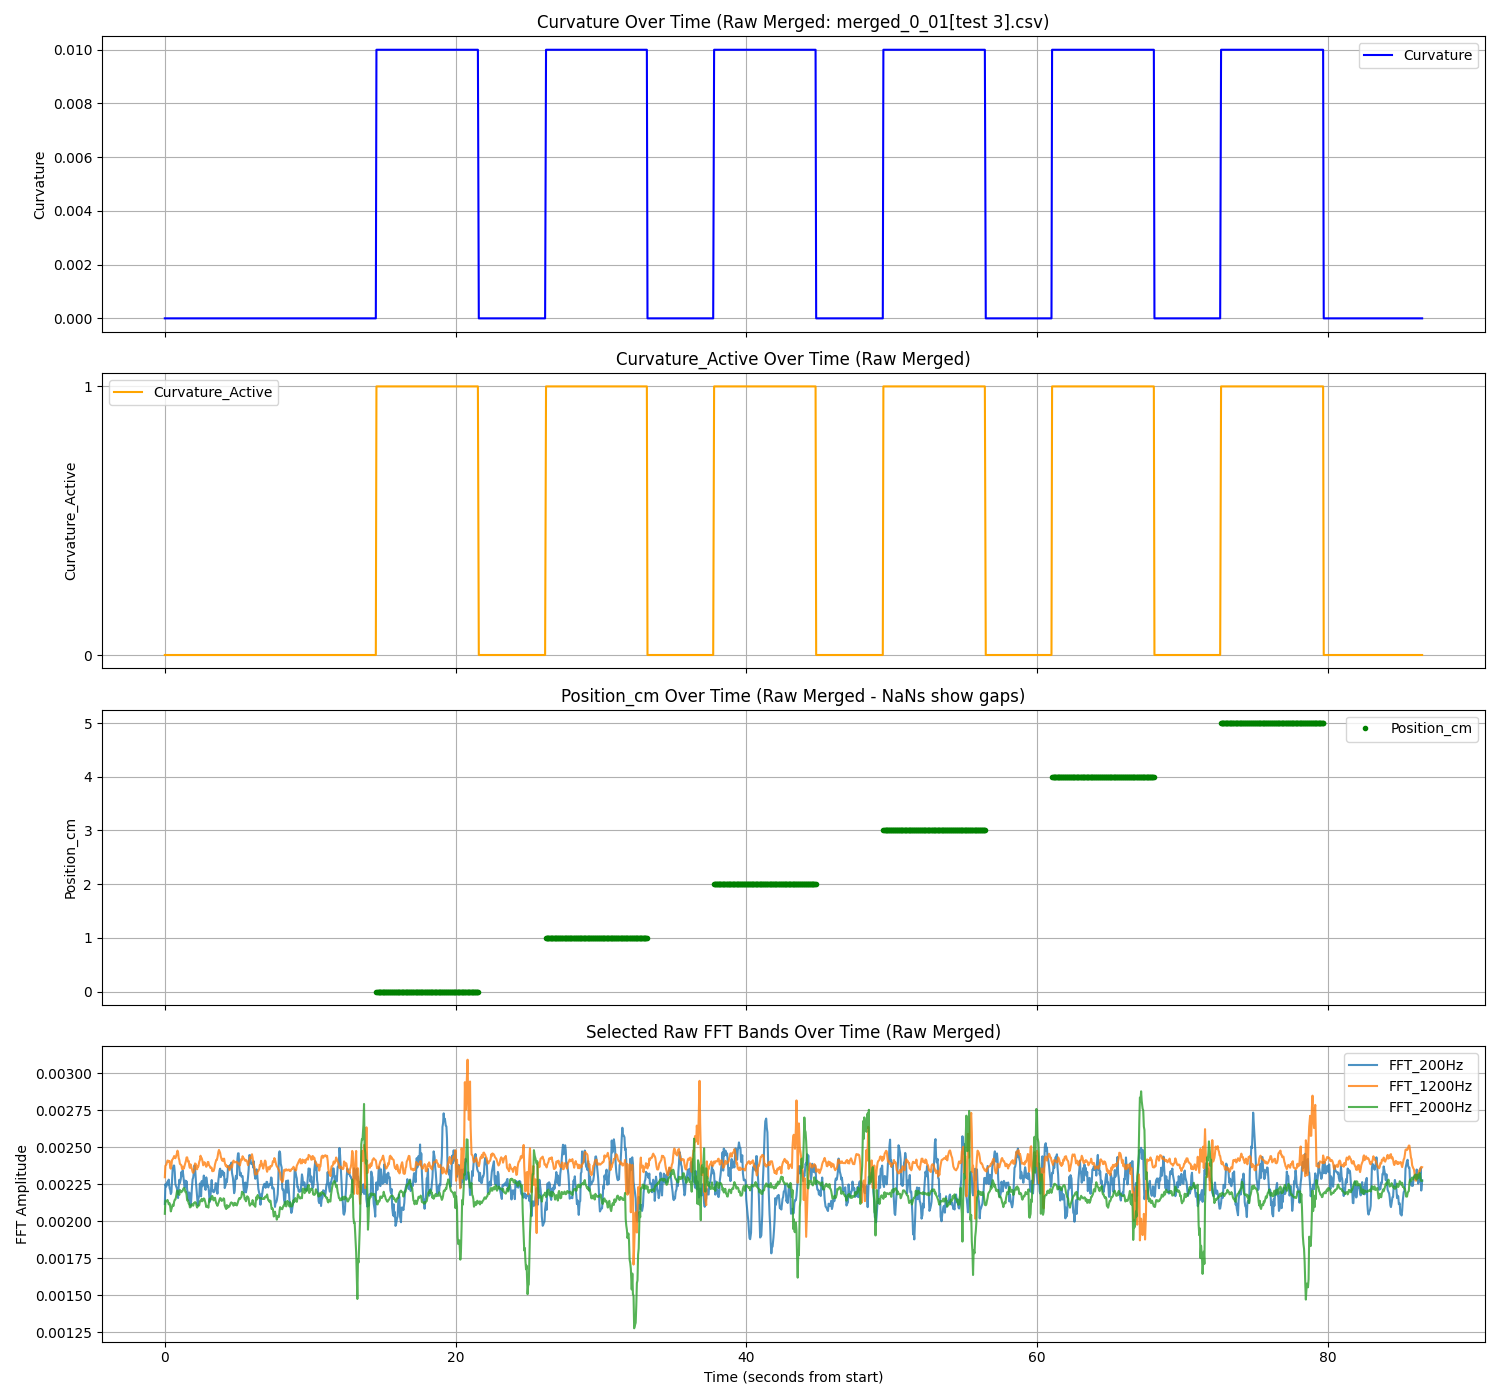 Curvature Over Time (Raw Merged: merged_0_01[test 3].csv)
0.010
0.008
0.006
0.004
0.002
0.000
Curvature
Curvature
Curvature_Active Over Time (Raw Merged)
1
0
Curvature_Active
Curvature_Active
Position_cm Over Time (Raw Merged - NaNs show gaps)
5
4
3
2
1
0
Position_cm
Position_cm
Selected Raw FFT Bands Over Time (Raw Merged)
0.00300
0.00275
0.00250
0.00225
0.00200
0.00175
0.00150
0.00125
FFT Amplitude
FFT_200Hz
FFT_1200Hz
FFT_2000Hz
0 20 40 60 80
Time (seconds from start)